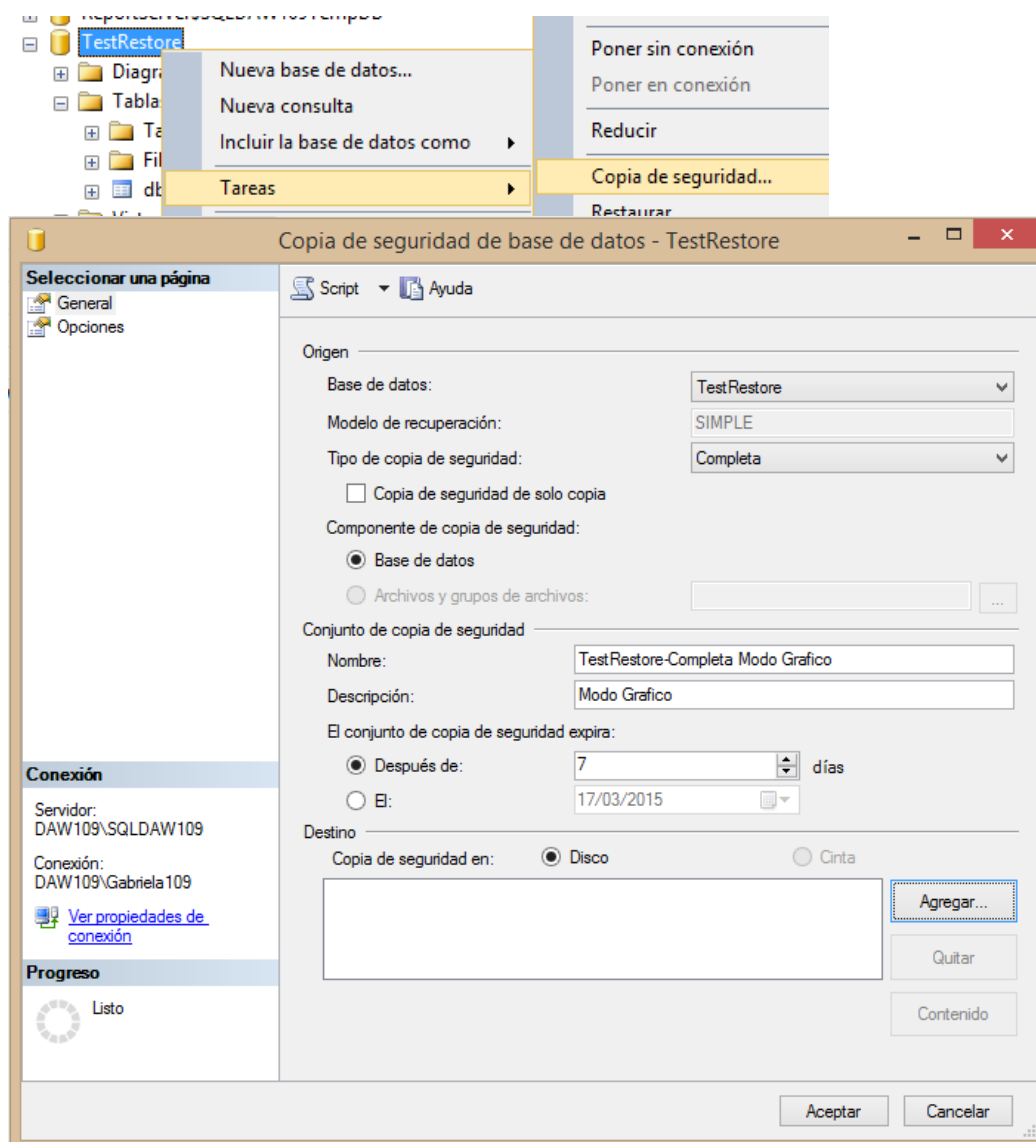 TestRestore
Diagra
Tabla
Ta
Fil
db
Nueva base de datos...
Nueva consulta
Incluir la base de datos como
Tareas
Poner sin conexión
Poner en conexión
Reducir
Copia de seguridad...
Restaurar
Copia de seguridad de base de datos - TestRestore
Seleccionar una página
General
Opciones
Script
Ayuda
Origen
Base de datos:
TestRestore
Modelo de recuperación:
SIMPLE
Tipo de copia de seguridad:
Completa
Copia de seguridad de solo copia
Componente de copia de seguridad:
Base de datos
Archivos y grupos de archivos:
...
Conjunto de copia de seguridad
Nombre:
TestRestore-Completa Modo Grafico
Descripción:
Modo Grafico
El conjunto de copia de seguridad expira:
Después de:
7
días
El:
17/03/2015
Destino
Copia de seguridad en:
Disco
Cinta
Agregar...
Quitar
Contenido
Conexión
Servidor:
DAW109\SQLDAW109
Conexión:
DAW109\Gabriela109
Ver propiedades de
conexión
Progreso
Listo
Aceptar
Cancelar